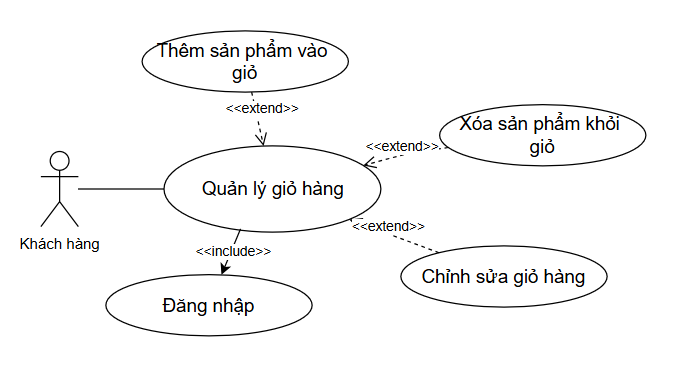 Thêm sản phẩm vào
giỏ
<<extend>>
Xóa sản phẩm khỏi
giỏ
<<extend>>
Quản lý giỏ hàng
Khách hàng
<<extend>>
<<include>>
Chỉnh sửa giỏ hàng
Đăng nhập